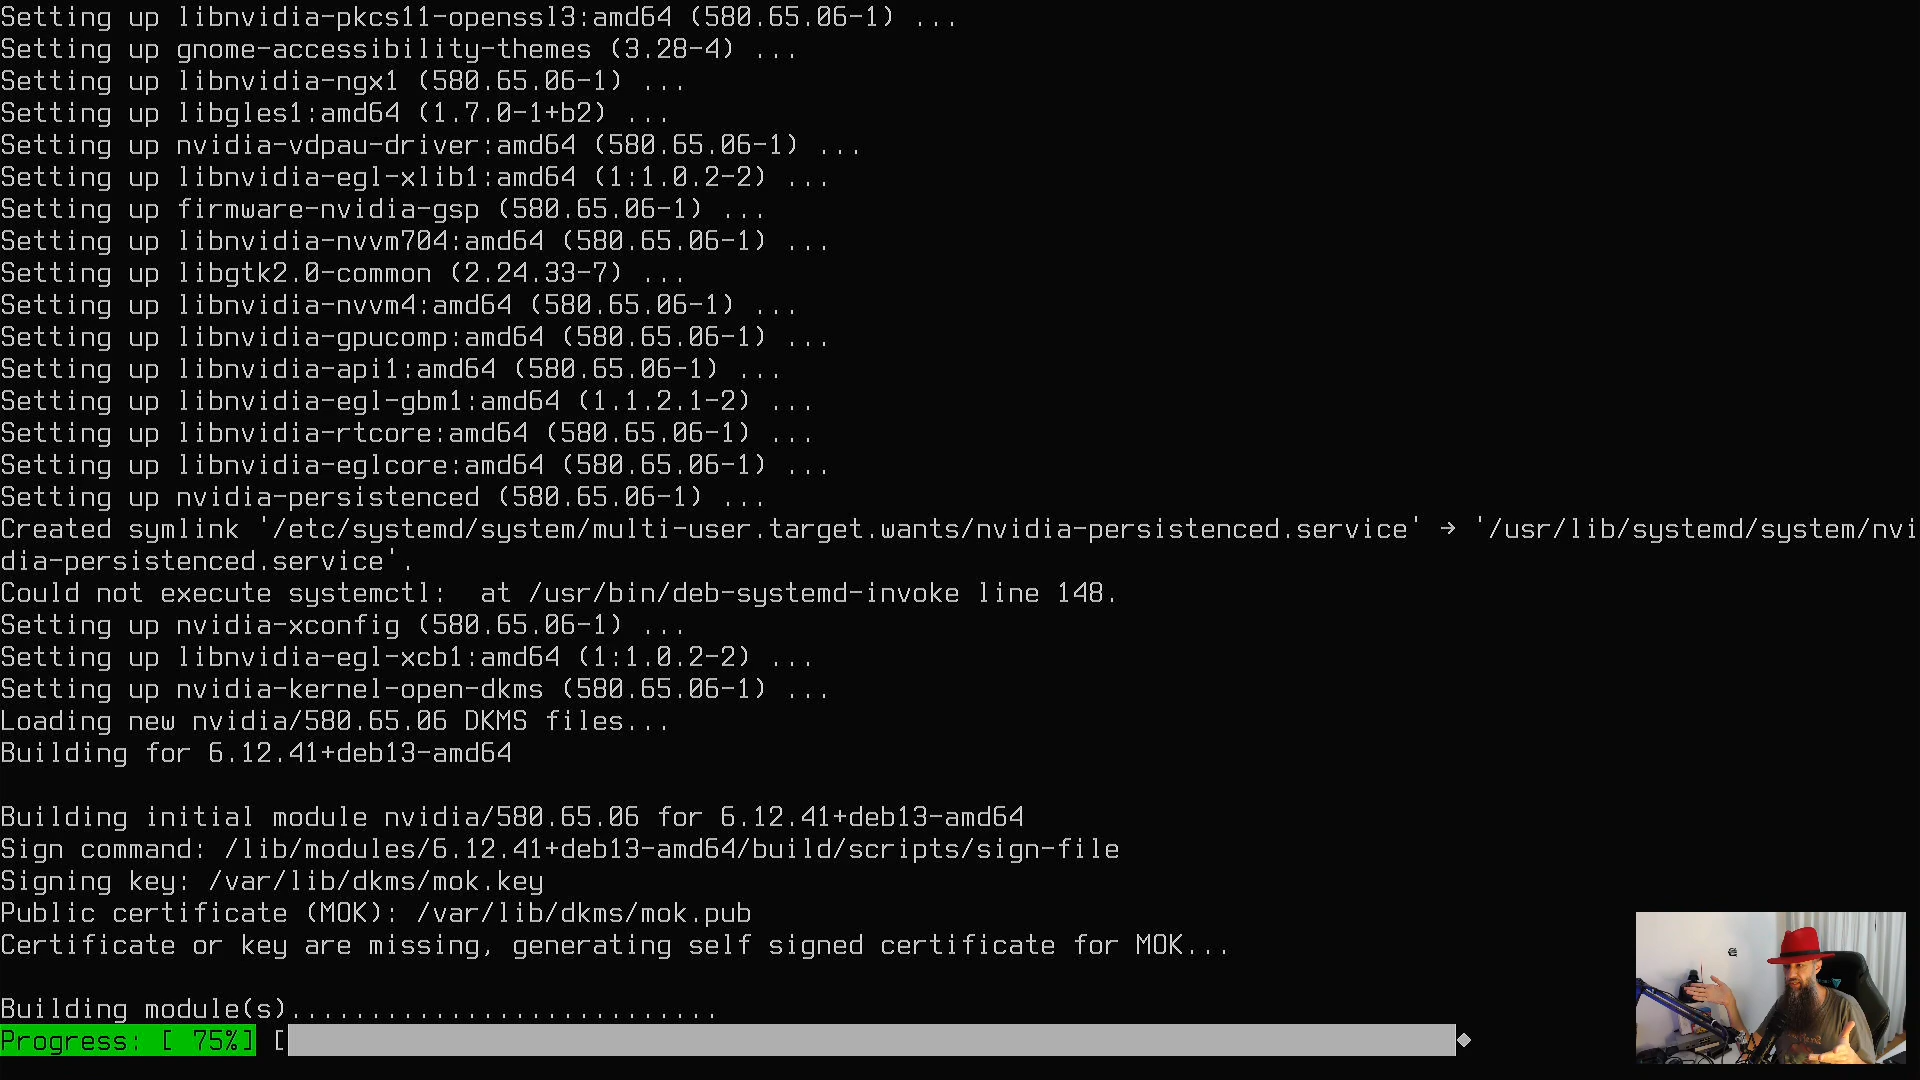 Setting up libnvidia-pkcs11-openssl3:amd64 (580.65.06-1) ...
Setting up gnome-accessibility-themes (3.28-4) ...
Setting up libnvidia-ngx1 (580.65.06-1) ...
Setting up libgles1:amd64 (1.7.0-1+b2) ...
Setting up nvidia-vdpau-driver:amd64 (580.65.06-1) ...
Setting up libnvidia-egl-xlib1:amd64 (1:1.0.2-2) ...
Setting up firmware-nvidia-gsp (580.65.06-1) ...
Setting up libnvidia-nvvm704:amd64 (580.65.06-1) ...
Setting up libgtk2.0-common (2.24.33-7) ...
Setting up libnvidia-nvvm4:amd64 (580.65.06-1) ...
Setting up libnvidia-gpucomp:amd64 (580.65.06-1) ...
Setting up libnvidia-api1:amd64 (580.65.06-1) ...
Setting up libnvidia-egl-gbm1:amd64 (1.1.2.1-2) ...
Setting up libnvidia-rtcore:amd64 (580.65.06-1) ...
Setting up libnvidia-eglcore:amd64 (580.65.06-1) ...
Setting up nvidia-persistenced (580.65.06-1) ...
Created symlink '/etc/systemd/system/multi-user.target.wants/nvidia-persistenced.service' → '/usr/lib/systemd/system/nvi
dia-persistenced.service'.
Could not execute systemctl:  at /usr/bin/deb-systemd-invoke line 148.
Setting up nvidia-xconfig (580.65.06-1) ...
Setting up libnvidia-egl-xcb1:amd64 (1:1.0.2-2) ...
Setting up nvidia-kernel-open-dkms (580.65.06-1) ...
Loading new nvidia/580.65.06 DKMS files...
Building for 6.12.41+deb13-amd64
Building initial module nvidia/580.65.06 for 6.12.41+deb13-amd64
Sign command: /lib/modules/6.12.41+deb13-amd64/build/scripts/sign-file
Signing key: /var/lib/dkms/mok.key
Public certificate (MOK): /var/lib/dkms/mok.pub
Certificate or key are missing, generating self signed certificate for MOK...
Building module(s)...........................
Progress: [ 75%] [